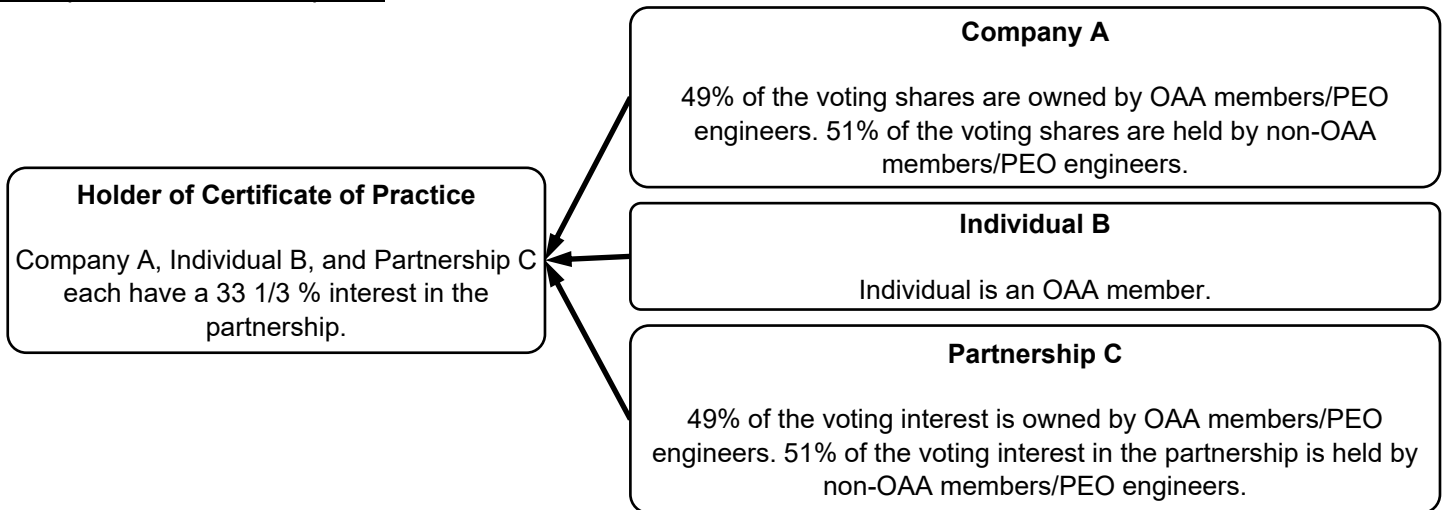 Holder of Certificate of Practice
Company A, Individual B, and Partnership C
each have a 33 1/3 % interest in the
partnership.
Company A
49% of the voting shares are owned by OAA members/PEO
engineers. 51% of the voting shares are held by non-OAA
members/PEO engineers.
Individual B
Individual is an OAA member.
Partnership C
49% of the voting interest is owned by OAA members/PEO
engineers. 51% of the voting interest in the partnership is held by
non-OAA members/PEO engineers.